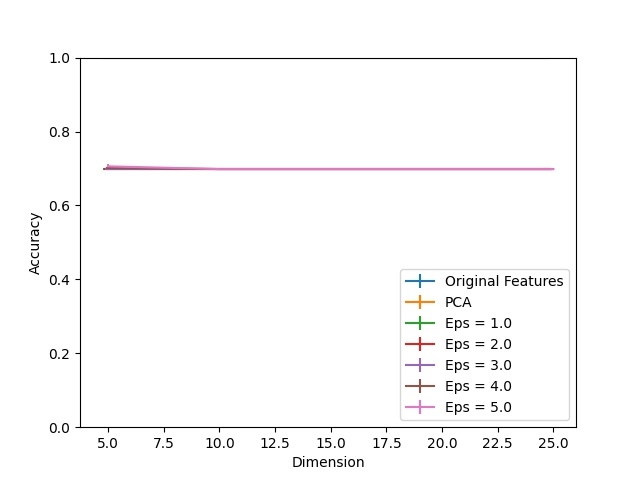 1.0
0.8
0.6
0.4
0.2
0.0
Accuracy
Original Features
PCA
Eps = 1.0
Eps = 2.0
Eps = 3.0
Eps = 4.0
Eps = 5.0
5.0 7.5 10.0 12.5 15.0 17.5 20.0 22.5 25.0
Dimension